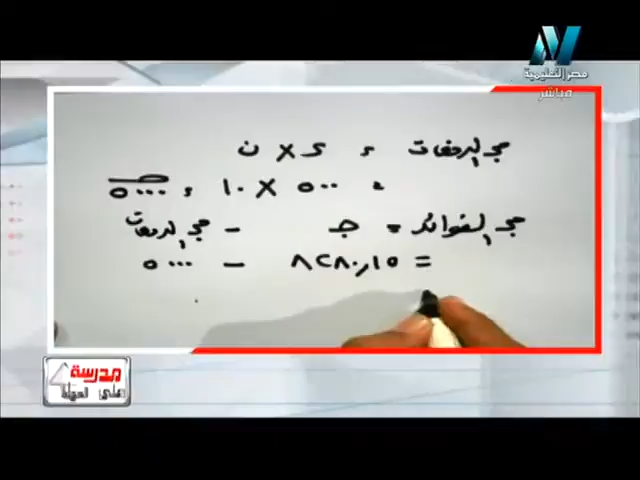 مصر التعليمية
مباشر
مجـ الدفعات = د × ن
= ٥٠٠ × ١٠ = ٥٠٠٠ جـ
مجـ الفوائد = جـ - مجـ الدفعات
= ٨٢٨٠,١٥ - ٥٠٠٠
مدرسة
على الهواء